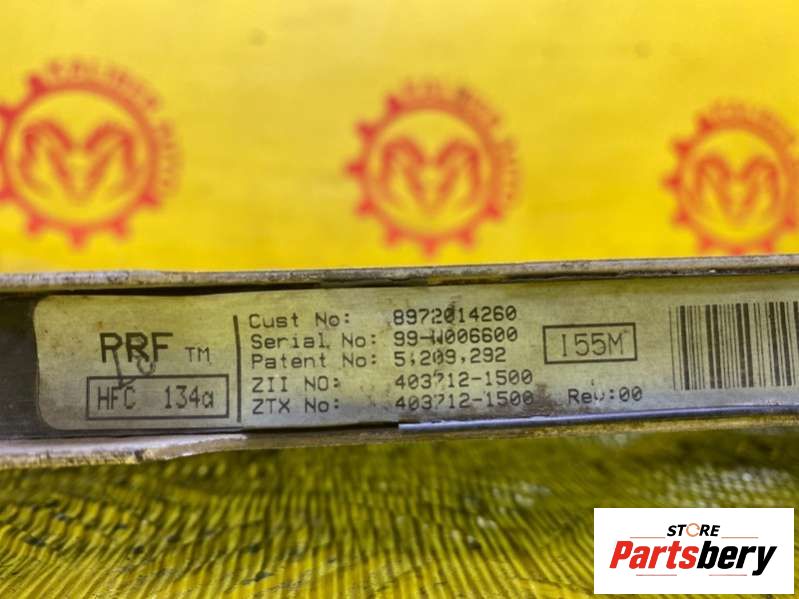 PRF TM
HFC 134a
Cust No: 8972014260
Serial No: 99-W006600
Patent No: 5,209,292
ZII NO: 403712-1500
ZTX No: 403712-1500 Rev:00
I55M
STORE
Partsbery